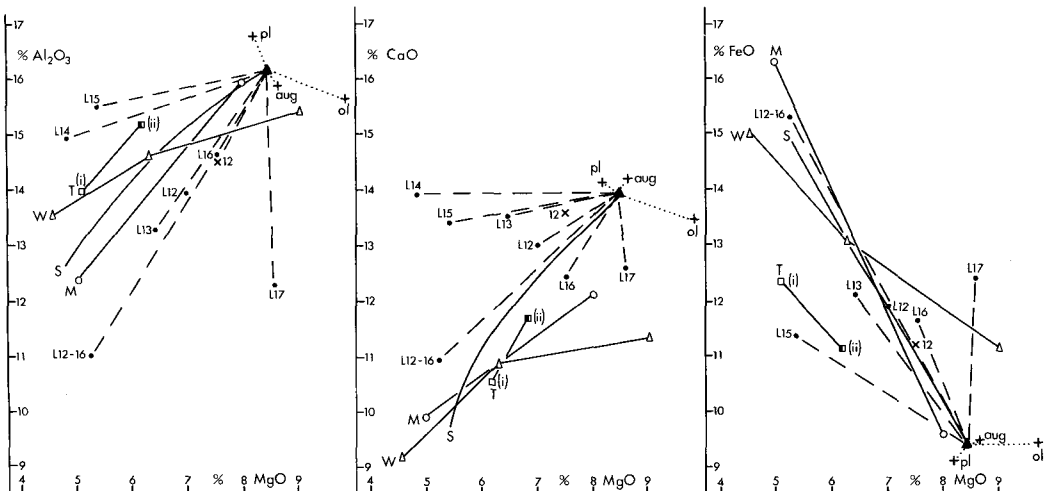 17
% Al₂O₃
16
15
14
13
12
11
10
9
4 5 6 7 % 8 MgO 9
pl
aug
ol
L15
L14
(ii)
T (i)
W
L16
12
L12
L13
S
M
L17
L12-16
17
% CaO
16
15
14
13
12
11
10
9
4 5 6 7 % 8 MgO 9
pl
aug
ol
L14
L15
L13
12
L12
L16
L17
(ii)
L12-16
T (i)
M
S
W
17
% FeO
16
15
14
13
12
11
10
9
4 5 6 7 % 8 MgO 9
M
L12-16
W
S
T (i)
L13
L17
L12
L16
L15
(ii)
12
aug
pl
ol